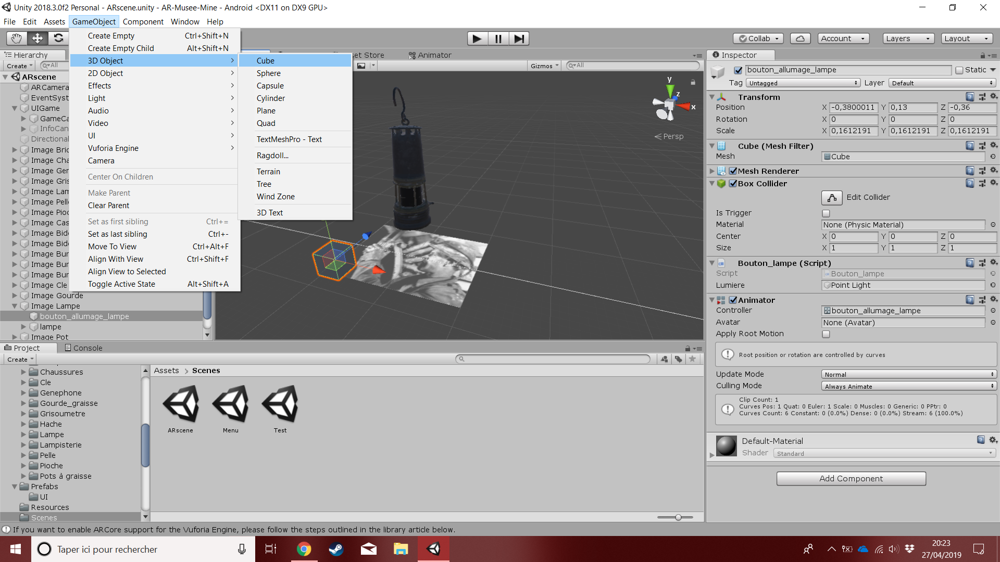 Unity 2018.3.0f2 Personal - ARscene.unity - AR-Musee-Mine - Android <DX11 on DX9 GPU>
File Edit Assets GameObject Component Window Help
Collab Account Layers Layout
Create Empty Ctrl+Shift+N
Create Empty Child Alt+Shift+N
3D Object
2D Object
Effects
Light
Audio
Video
UI
Vuforia Engine
Camera
Center On Children
Make Parent
Clear Parent
Set as first sibling Ctrl+=
Set as last sibling Ctrl+-
Move To View Ctrl+Alt+F
Align With View Ctrl+Shift+F
Align View to Selected
Toggle Active State Alt+Shift+A
Cube
Sphere
Capsule
Cylinder
Plane
Quad
TextMeshPro - Text
Ragdoll...
Terrain
Tree
Wind Zone
3D Text
Hierarchy
Create All
ARscene
ARCamera
EventSyst
UIGame
GameCa
InfoCan
Directional
Image Bric
Image Cha
Image Ger
Image Gris
Image Lam
Image Pelle
Image Pioc
Image Cas
Image Bide
Image Bide
Image Bur
Image Bur
Image Bur
Image Cle
Image Gourde
Image Lampe
bouton_allumage_lampe
lampe
Image Pot
set Store Animator
Gizmos All
y
z
x
Persp
Inspector
bouton_allumage_lampe Static
Tag Untagged Layer Default
Transform
Position X -0,3800011 Y 0,13 Z -0,36
Rotation X 0 Y 0 Z 0
Scale X 0,1612191 Y 0,1612191 Z 0,1612191
Cube (Mesh Filter)
Mesh Cube
Mesh Renderer
Box Collider
Edit Collider
Is Trigger
Material None (Physic Material)
Center X 0 Y 0 Z 0
Size X 1 Y 1 Z 1
Bouton_lampe (Script)
Script Bouton_lampe
Lumiere Point Light
Animator
Controller bouton_allumage_lampe
Avatar None (Avatar)
Apply Root Motion
Root position or rotation are controlled by curves
Update Mode Normal
Culling Mode Always Animate
Clip Count: 1
Curves Pos: 1 Quat: 0 Euler: 1 Scale: 0 Muscles: 0 Generic: 0 PPtr: 0
Curves Count: 6 Constant: 0 (0.0%) Dense: 0 (0.0%) Stream: 6 (100.0%)
Default-Material
Shader Standard
Add Component
Project Console
Create
Chaussures
Cle
Genephone
Gourde_graisse
Grisoumetre
Hache
Lampe
Lampisterie
Pelle
Pioche
Pots à graisse
Prefabs
UI
Resources
Scenes
Assets Scenes
ARscene Menu Test
If you want to enable ARCore support for the Vuforia Engine, please follow the steps outlined in the library article below.
Taper ici pour rechercher
20:23
27/04/2019